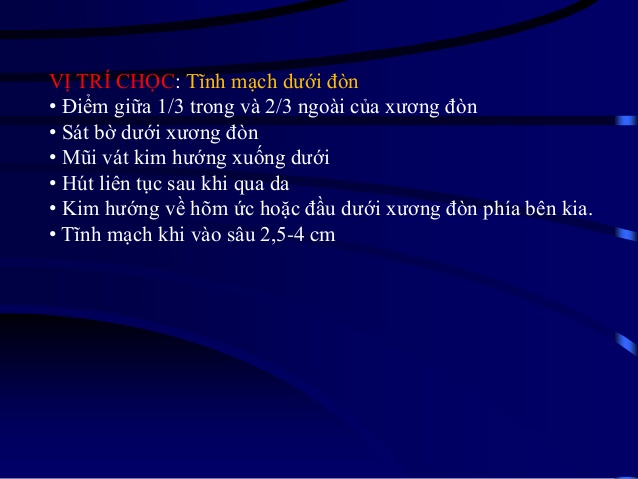 VỊ TRÍ CHỌC: Tĩnh mạch dưới đòn
• Điểm giữa 1/3 trong và 2/3 ngoài của xương đòn
• Sát bờ dưới xương đòn
• Mũi vát kim hướng xuống dưới
• Hút liên tục sau khi qua da
• Kim hướng về hõm ức hoặc đầu dưới xương đòn phía bên kia.
• Tĩnh mạch khi vào sâu 2,5-4 cm